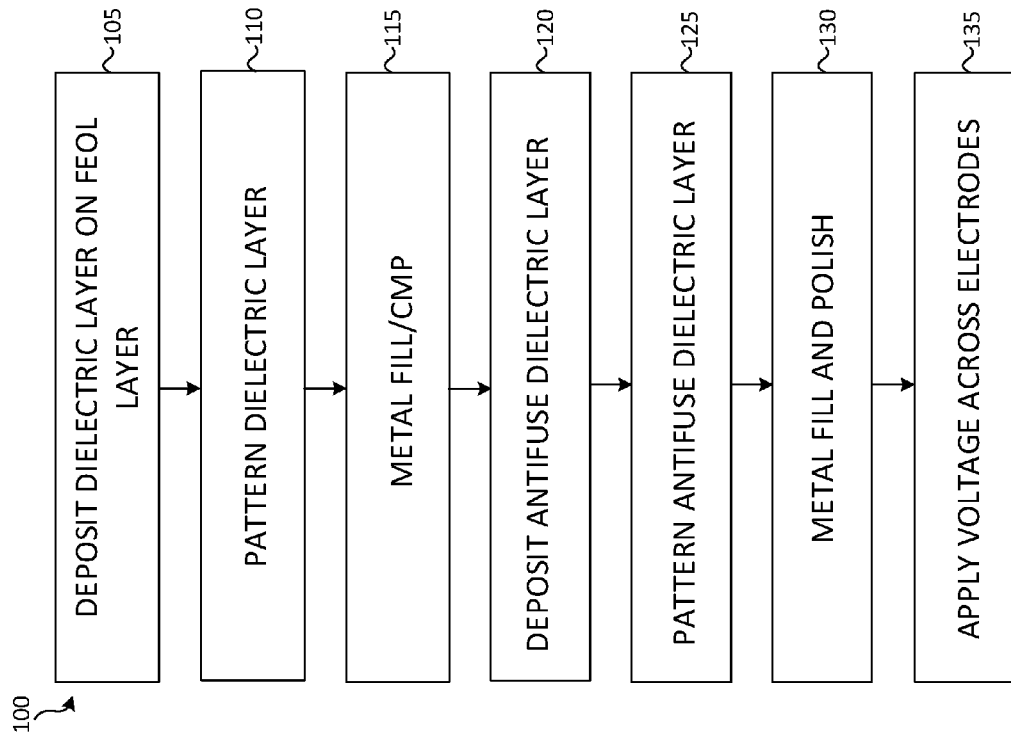 100
DEPOSIT DIELECTRIC LAYER ON FEOL
LAYER
105
PATTERN DIELECTRIC LAYER
110
METAL FILL/CMP
115
DEPOSIT ANTIFUSE DIELECTRIC LAYER
120
PATTERN ANTIFUSE DIELECTRIC LAYER
125
METAL FILL AND POLISH
130
APPLY VOLTAGE ACROSS ELECTRODES
135